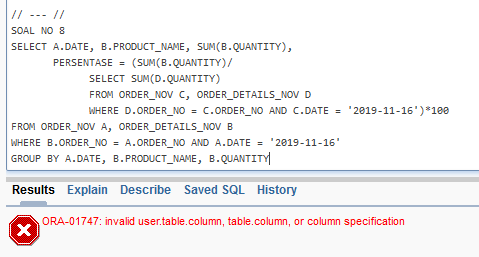 // --- //
SOAL NO 8
SELECT A.DATE, B.PRODUCT_NAME, SUM(B.QUANTITY),
PERSENTASE = (SUM(B.QUANTITY)/
SELECT SUM(D.QUANTITY)
FROM ORDER_NOV C, ORDER_DETAILS_NOV D
WHERE D.ORDER_NO = C.ORDER_NO AND C.DATE = '2019-11-16')*100
FROM ORDER_NOV A, ORDER_DETAILS_NOV B
WHERE B.ORDER_NO = A.ORDER_NO AND A.DATE = '2019-11-16'
GROUP BY A.DATE, B.PRODUCT_NAME, B.QUANTITY
Results Explain Describe Saved SQL History
ORA-01747: invalid user.table.column, table.column, or column specification